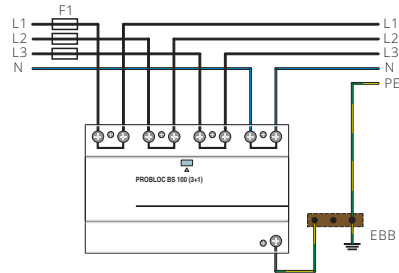 F1
L1 L1
L2 L2
L3 L3
N N
PE
PROBLOC BS 100 (3+1)
EBB